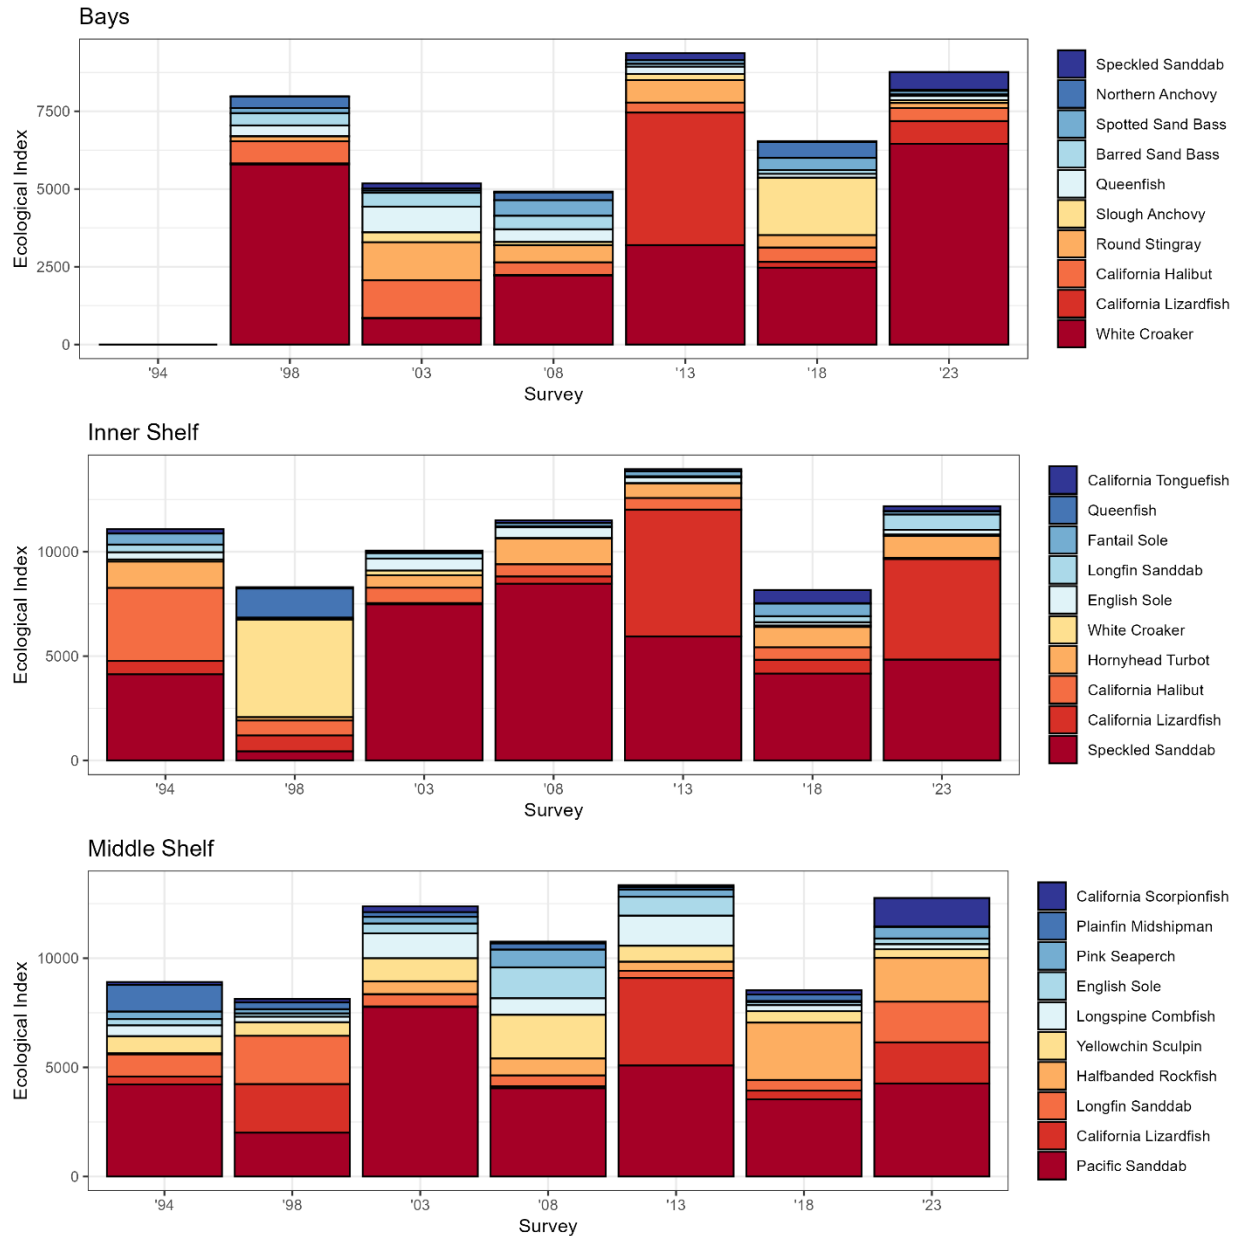 Bays
Ecological Index
7500
5000
2500
0
'94 '98 '03 '08 '13 '18 '23
Survey
Speckled Sanddab
Northern Anchovy
Spotted Sand Bass
Barred Sand Bass
Queenfish
Slough Anchovy
Round Stingray
California Halibut
California Lizardfish
White Croaker
Inner Shelf
Ecological Index
10000
5000
0
'94 '98 '03 '08 '13 '18 '23
Survey
California Tonguefish
Queenfish
Fantail Sole
Longfin Sanddab
English Sole
White Croaker
Hornyhead Turbot
California Halibut
California Lizardfish
Speckled Sanddab
Middle Shelf
Ecological Index
10000
5000
0
'94 '98 '03 '08 '13 '18 '23
Survey
California Scorpionfish
Plainfin Midshipman
Pink Seaperch
English Sole
Longspine Combfish
Yellowchin Sculpin
Halfbanded Rockfish
Longfin Sanddab
California Lizardfish
Pacific Sanddab